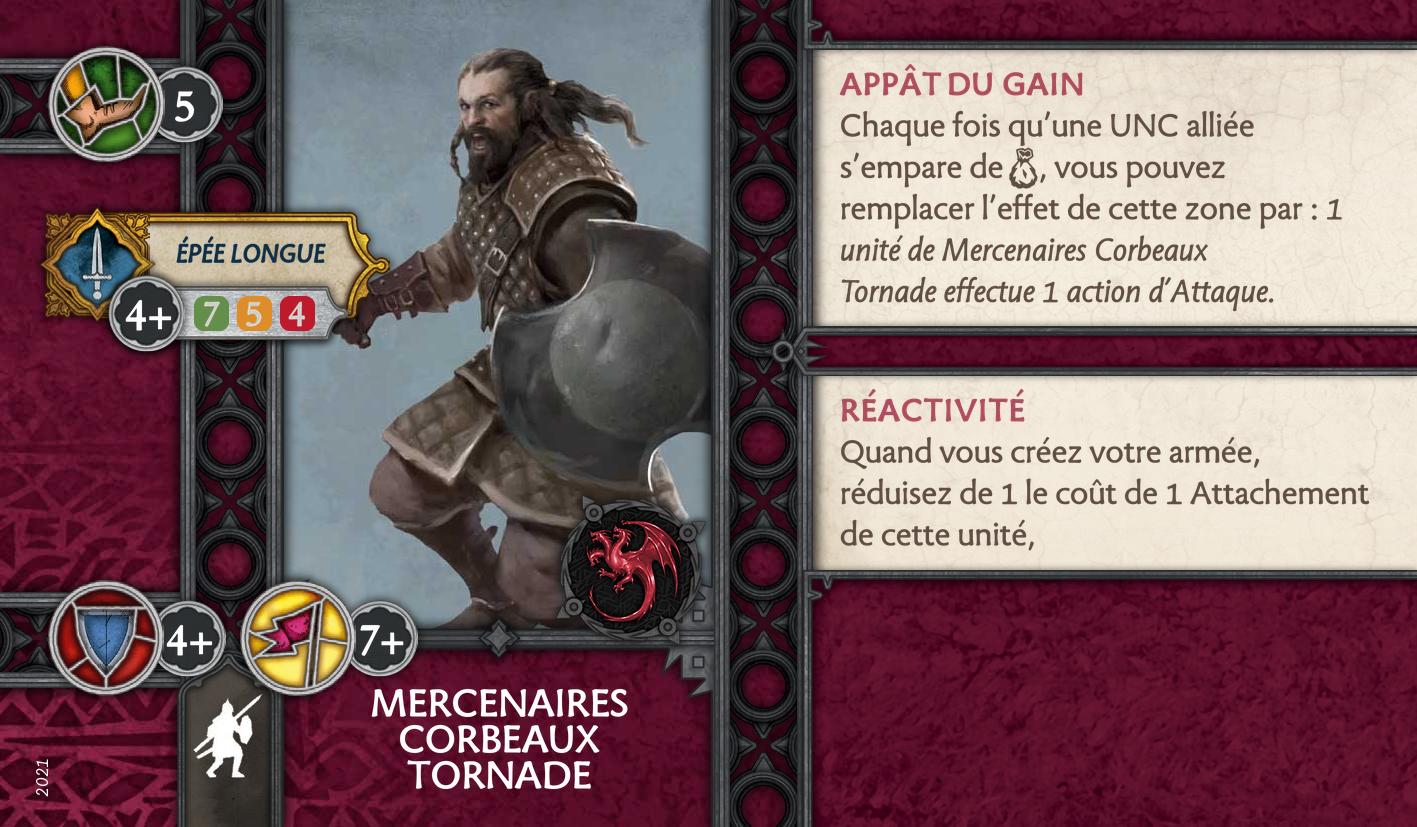 5
ÉPÉE LONGUE
4+ 7 5 4
4+ 7+
MERCENAIRES
CORBEAUX
TORNADE
2021
APPÂT DU GAIN
Chaque fois qu’une UNC alliée
s’empare de , vous pouvez
remplacer l’effet de cette zone par : 1
unité de Mercenaires Corbeaux
Tornade effectue 1 action d’Attaque.
RÉACTIVITÉ
Quand vous créez votre armée,
réduisez de 1 le coût de 1 Attachement
de cette unité,